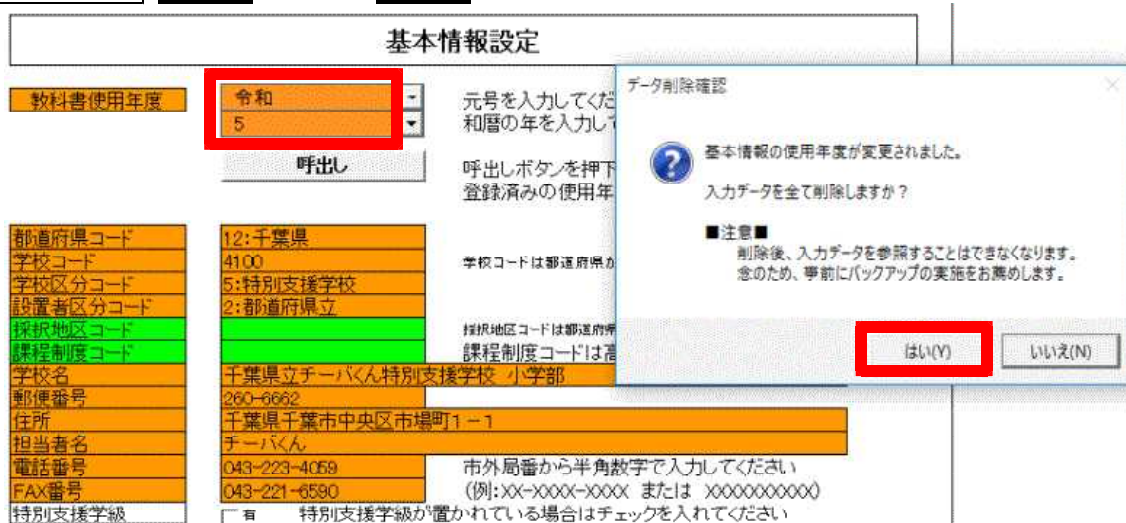 基本情報設定
教科書使用年度
令和
元号を入力してくだ
5
和暦の年を入力して
呼出し
呼出しボタンを押下
登録済みの使用年
データ削除確認
基本情報の使用年度が変更されました。
入力データを全て削除しますか?
■注意■
削除後、入力データを参照することはできなくなります。
念のため、事前にバックアップの実施をお薦めします。
はい(Y)
いいえ(N)
都道府県コード
12:千葉県
学校コード
4100
学校コードは都道府県か
学校区分コード
5:特別支援学校
設置者区分コード
2:都道府県立
採択地区コード
採択地区コードは都道府県
課程制度コード
課程制度コードは高
学校名
千葉県立チーバくん特別支援学校 小学部
郵便番号
260-6662
住所
千葉県千葉市中央区市場町1-1
担当者名
チーバくん
電話番号
043-223-4059
市外局番から半角数字で入力してください
FAX番号
043-221-6590
(例:XX-XXXX-XXXX または XXXXXXXXXX)
特別支援学級
有
特別支援学級が置かれている場合はチェックを入れてください